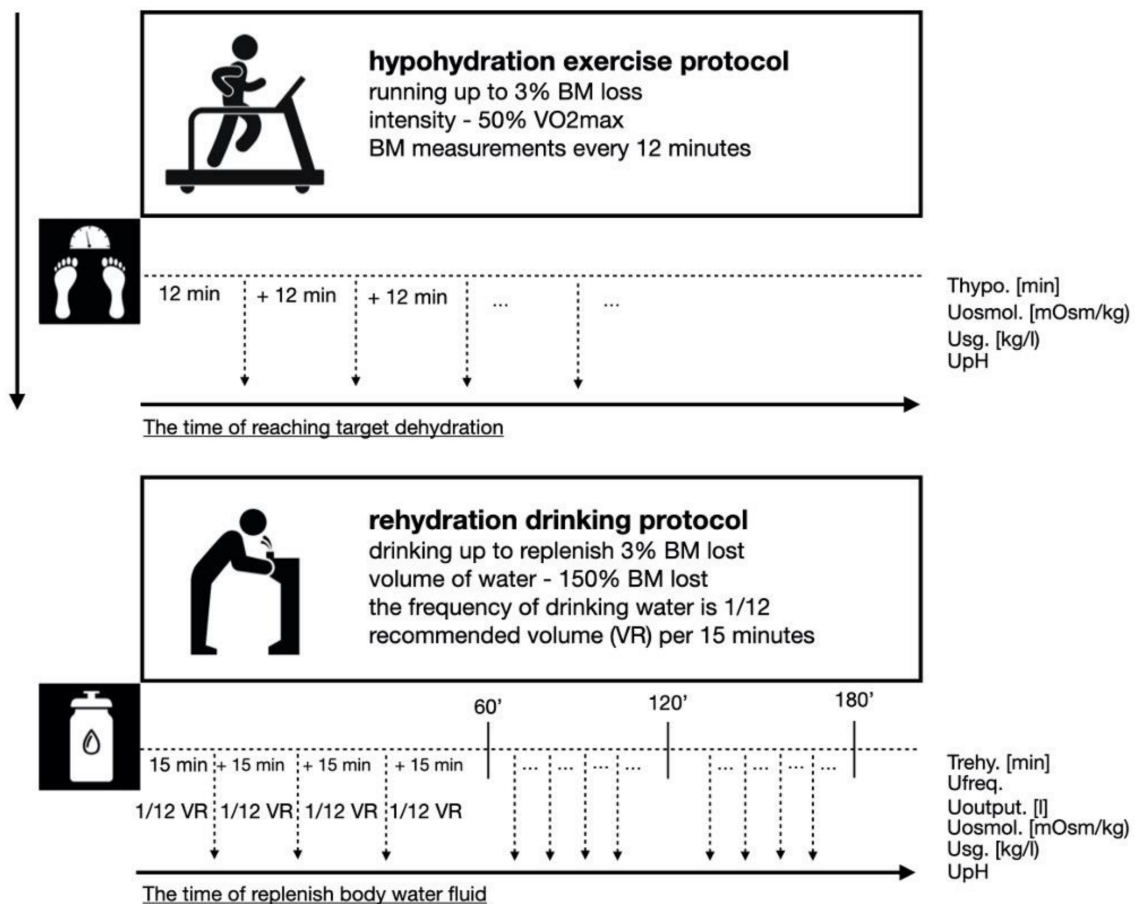 hypohydration exercise protocol
running up to 3% BM loss
intensity - 50% VO2max
BM measurements every 12 minutes
12 min
+ 12 min
+ 12 min
...
...
Thypo. [min]
Uosmol. [mOsm/kg)
Usg. [kg/l)
UpH
The time of reaching target dehydration
rehydration drinking protocol
drinking up to replenish 3% BM lost
volume of water - 150% BM lost
the frequency of drinking water is 1/12
recommended volume (VR) per 15 minutes
60’
120’
180’
15 min
+ 15 min
+ 15 min
+ 15 min
...
...
...
...
...
...
...
...
1/12 VR
1/12 VR
1/12 VR
1/12 VR
Trehy. [min]
Ufreq.
Uoutput. [l]
Uosmol. [mOsm/kg)
Usg. [kg/l)
UpH
The time of replenish body water fluid